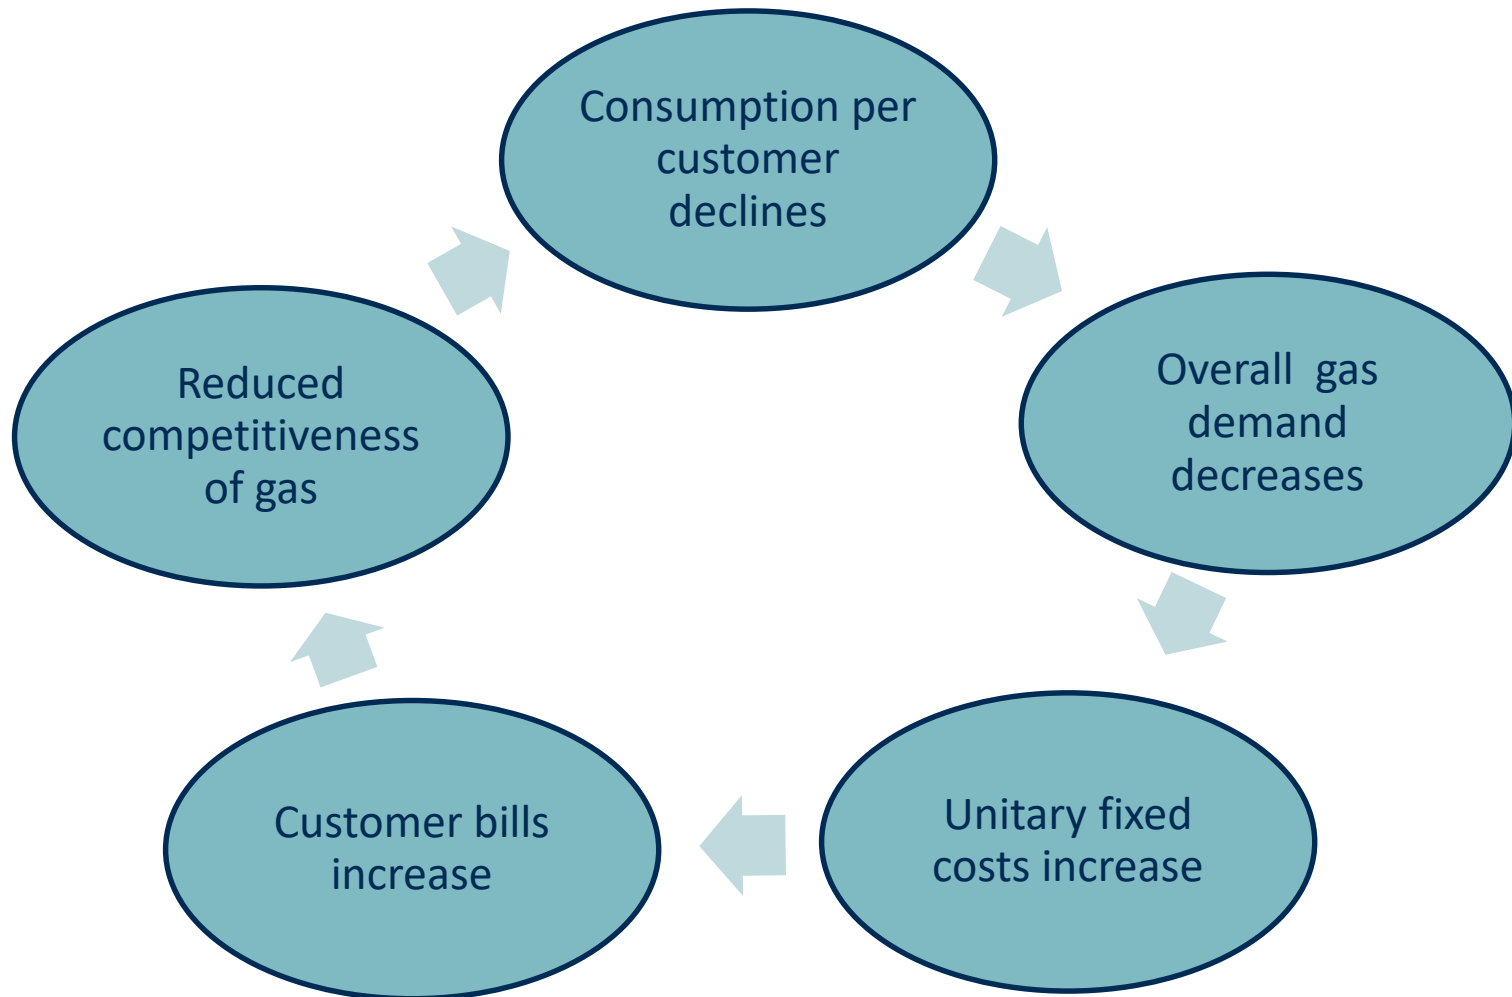 Consumption per
customer
declines
Overall  gas
demand
decreases
Unitary fixed
costs increase
Customer bills
increase
Reduced
competitiveness
of gas